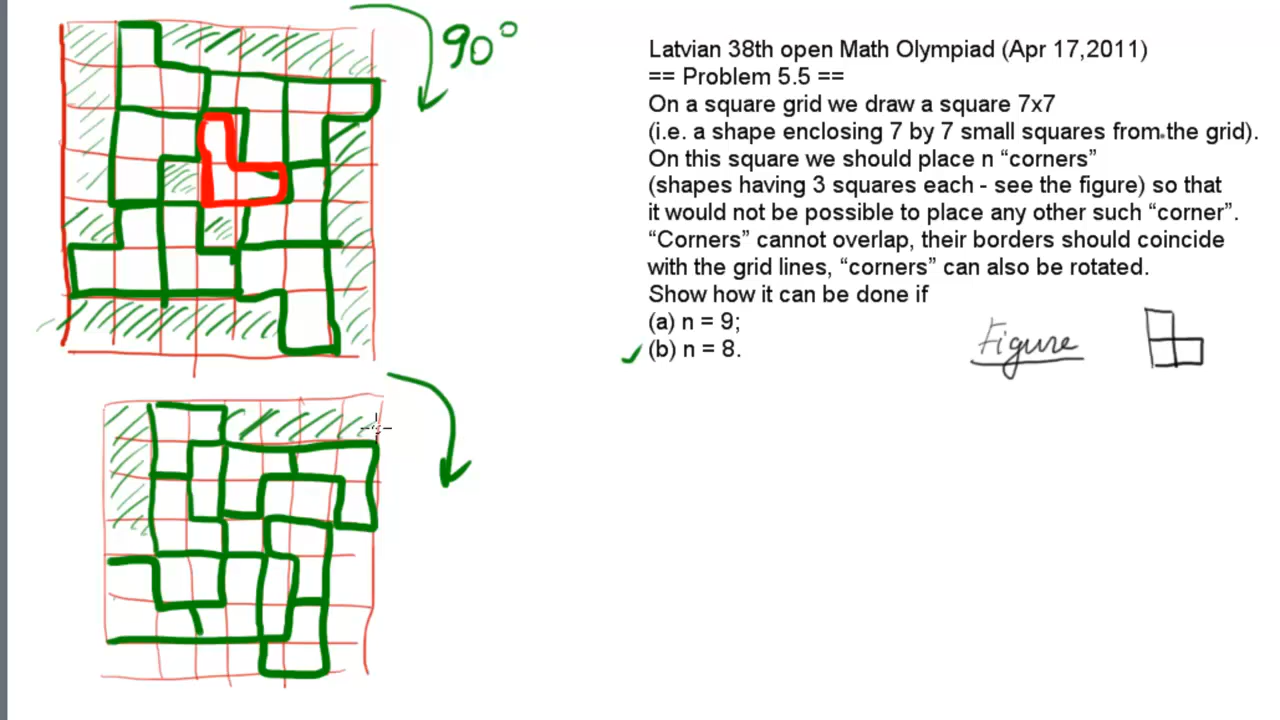 90°
Latvian 38th open Math Olympiad (Apr 17,2011)
== Problem 5.5 ==
On a square grid we draw a square 7x7
(i.e. a shape enclosing 7 by 7 small squares from the grid).
On this square we should place n “corners”
(shapes having 3 squares each - see the figure) so that
it would not be possible to place any other such “corner”.
“Corners” cannot overlap, their borders should coincide
with the grid lines, “corners” can also be rotated.
Show how it can be done if
(a) n = 9;
(b) n = 8.
Figure